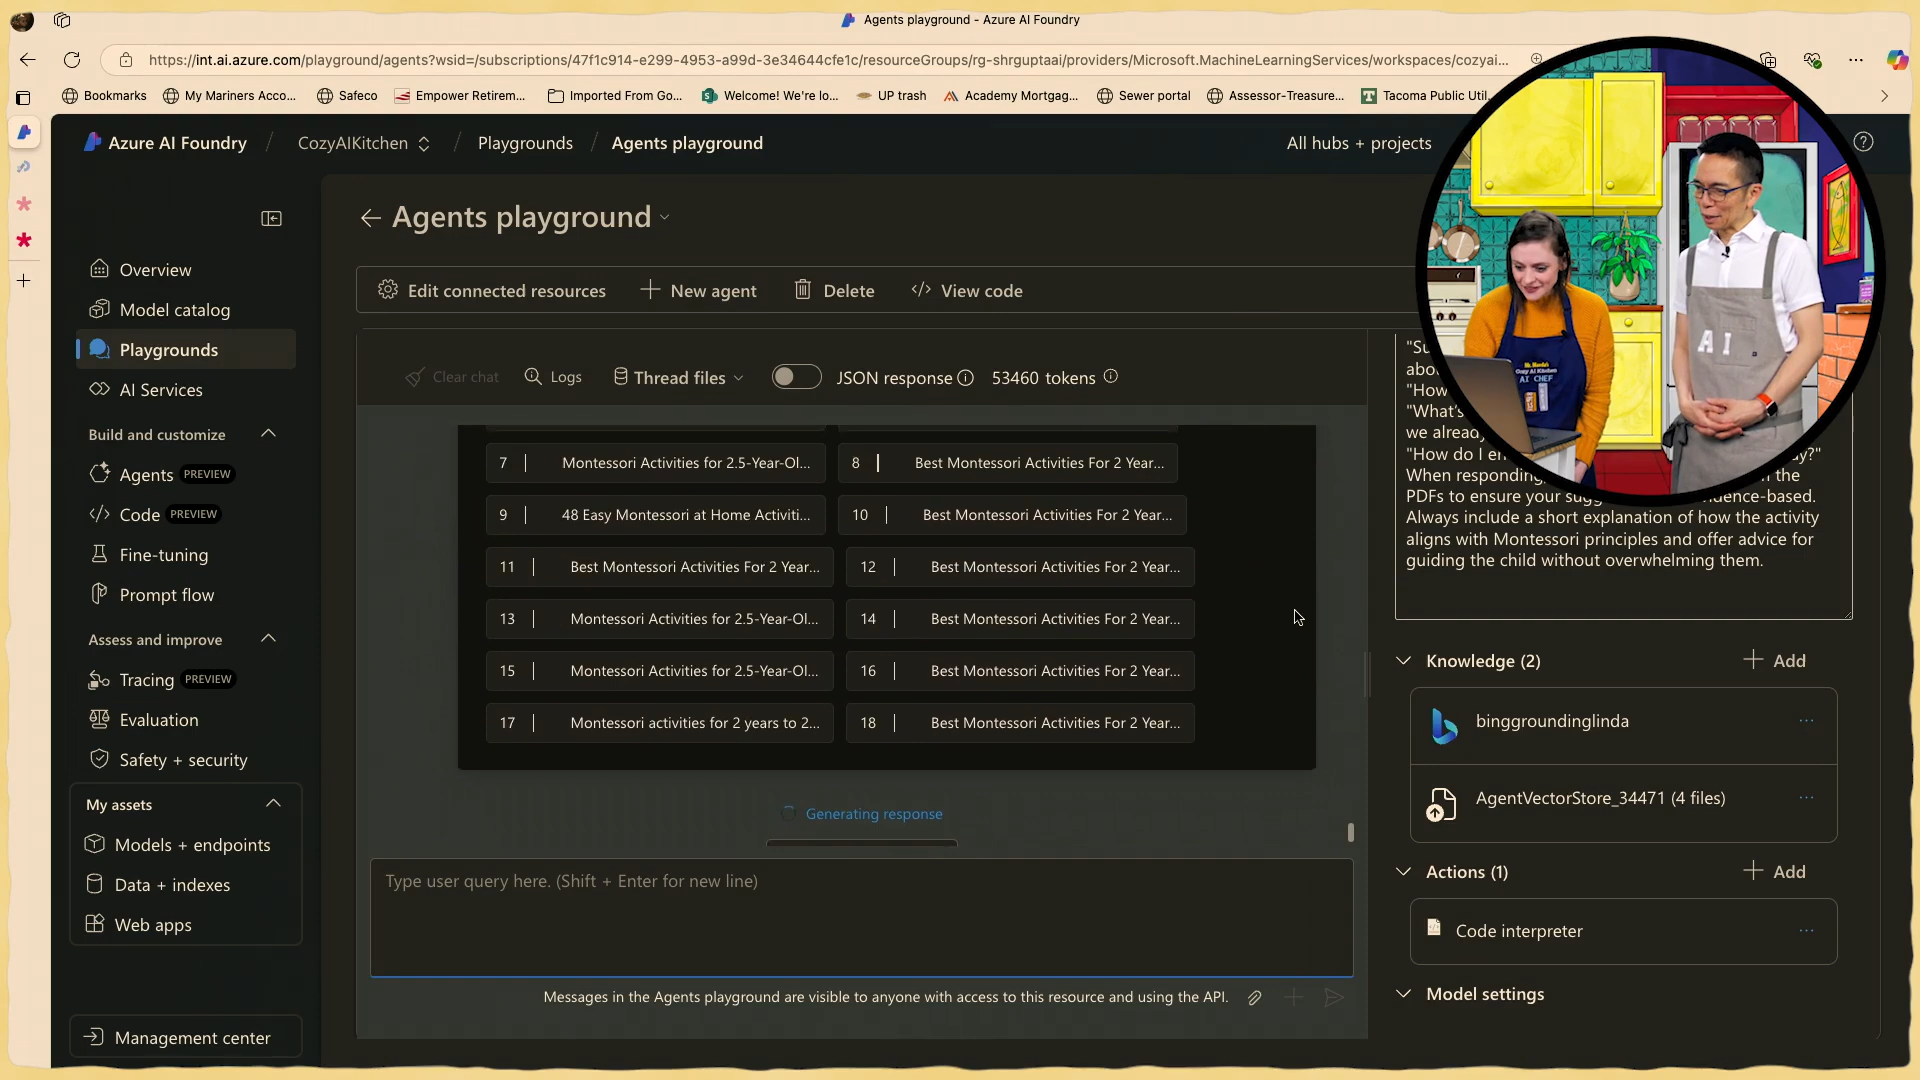 Agents playground - Azure AI Foundry
https://int.ai.azure.com/playground/agents?wsid=/subscriptions/47f1c914-e299-4953-a99d-3e34644cfe1c/resourceGroups/rg-shrguptaai/providers/Microsoft.MachineLearningServices/workspaces/cozyai...
Bookmarks My Mariners Acco... Safeco Empower Retirem... Imported From Go... Welcome! We're lo... UP trash Academy Mortgag... Sewer portal Assessor-Treasure... Tacoma Public Util...
Azure AI Foundry / CozyAIKitchen / Playgrounds / Agents playground
All hubs + projects
Agents playground
Edit connected resources New agent Delete View code
Overview
Model catalog
Playgrounds
AI Services
Build and customize
Agents PREVIEW
Code PREVIEW
Fine-tuning
Prompt flow
Assess and improve
Tracing PREVIEW
Evaluation
Safety + security
My assets
Models + endpoints
Data + indexes
Web apps
Management center
Clear chat Logs Thread files JSON response 53460 tokens
7 Montessori Activities for 2.5-Year-Ol...
8 Best Montessori Activities For 2 Year...
9 48 Easy Montessori at Home Activiti...
10 Best Montessori Activities For 2 Year...
11 Best Montessori Activities For 2 Year...
12 Best Montessori Activities For 2 Year...
13 Montessori Activities for 2.5-Year-Ol...
14 Best Montessori Activities For 2 Year...
15 Montessori Activities for 2.5-Year-Ol...
16 Best Montessori Activities For 2 Year...
17 Montessori activities for 2 years to 2...
18 Best Montessori Activities For 2 Year...
Generating response
Type user query here. (Shift + Enter for new line)
Messages in the Agents playground are visible to anyone with access to this resource and using the API.
"How
"What's
we already
"How do I
When responding,
the
PDFs to ensure your
Always include a short explanation of how the activity
aligns with Montessori principles and offer advice for
guiding the child without overwhelming them.
Knowledge (2) Add
binggroundinglinda
AgentVectorStore_34471 (4 files)
Actions (1) Add
Code interpreter
Model settings
Cozy AI Kitchen
AI CHEF
AI